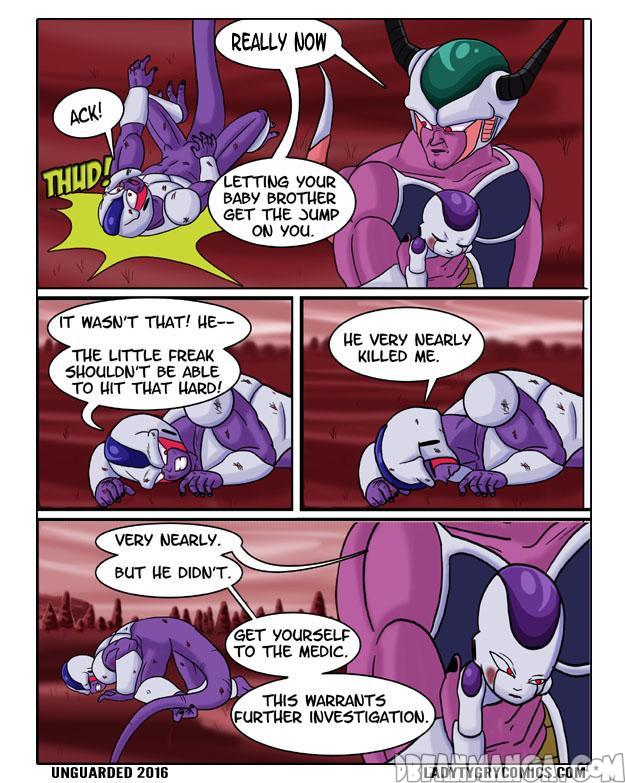 REALLY NOW
ACK!
THUD!
LETTING YOUR
BABY BROTHER
GET THE JUMP
ON YOU.
IT WASN'T THAT! HE--
THE LITTLE FREAK
SHOULDN'T BE ABLE
TO HIT THAT HARD!
HE VERY NEARLY
KILLED ME.
VERY NEARLY.
BUT HE DIDN'T.
GET YOURSELF
TO THE MEDIC.
THIS WARRANTS
FURTHER INVESTIGATION.
UNGUARDED 2016
LADYTYGRYCOMICS.COM
DBFANMANGA.COM